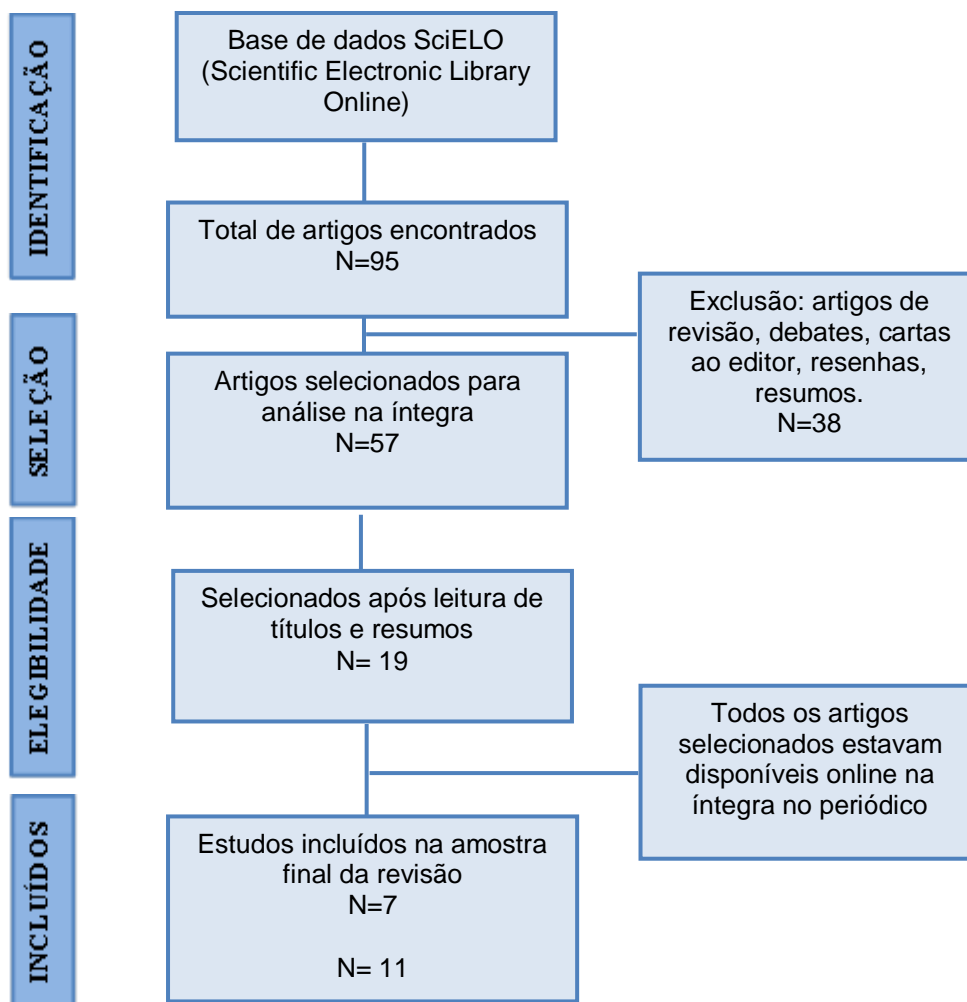 IDENTIFICAÇÃO
Base de dados SciELO
(Scientific Electronic Library
Online)
Total de artigos encontrados
N=95
Exclusão: artigos de
revisão, debates, cartas
ao editor, resenhas,
resumos.
N=38
SELEÇÃO
Artigos selecionados para
análise na íntegra
N=57
ELEGIBILIDADE
Selecionados após leitura de
títulos e resumos
N= 19
Todos os artigos
selecionados estavam
disponíveis online na
íntegra no periódico
INCLUÍDOS
Estudos incluídos na amostra
final da revisão
N=7
N= 11